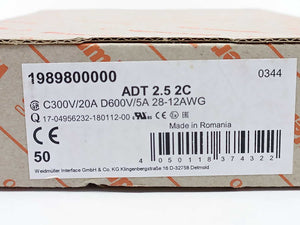 1989800000
0344
ADT 2.5 2C
C300V/20A D600V/5A 28-12AWG
Q 17-04956232-180112-00
CE
Made in Romania
50
4 050118 374322
Weidmüller Interface GmbH & Co. KG Klingenbergstraße 16 D-32758 Detmold